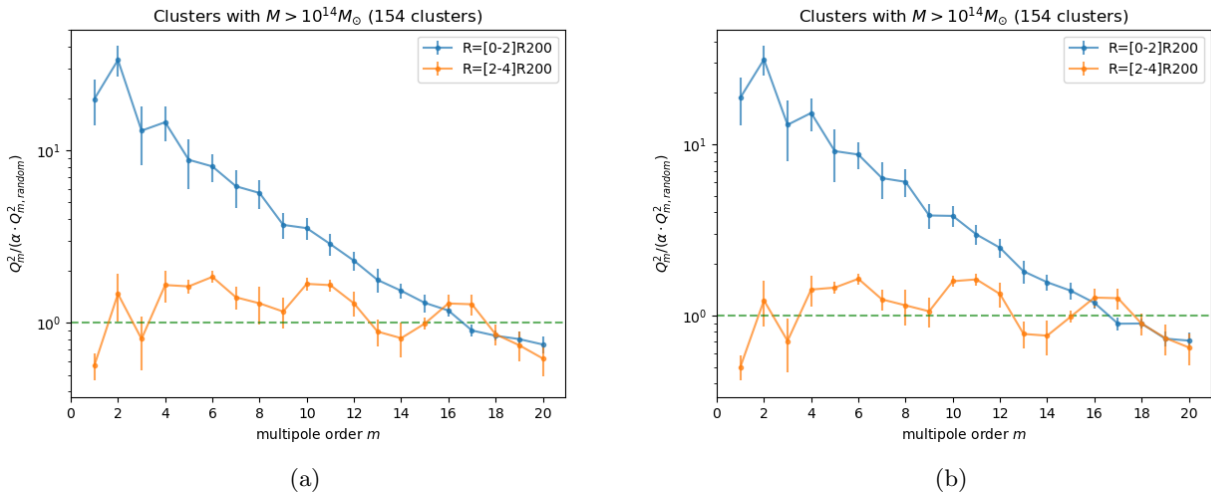 Clusters with $M > 10^{14} M_\odot$ (154 clusters)
R=[0-2]R200
R=[2-4]R200
$Q_m^2/(\alpha \cdot Q_{m,random}^2)$
$10^1$
$10^0$
0 2 4 6 8 10 12 14 16 18 20
multipole order $m$
(a)
Clusters with $M > 10^{14} M_\odot$ (154 clusters)
R=[0-2]R200
R=[2-4]R200
$Q_m^2/(\alpha \cdot Q_{m,random}^2)$
$10^1$
$10^0$
0 2 4 6 8 10 12 14 16 18 20
multipole order $m$
(b)